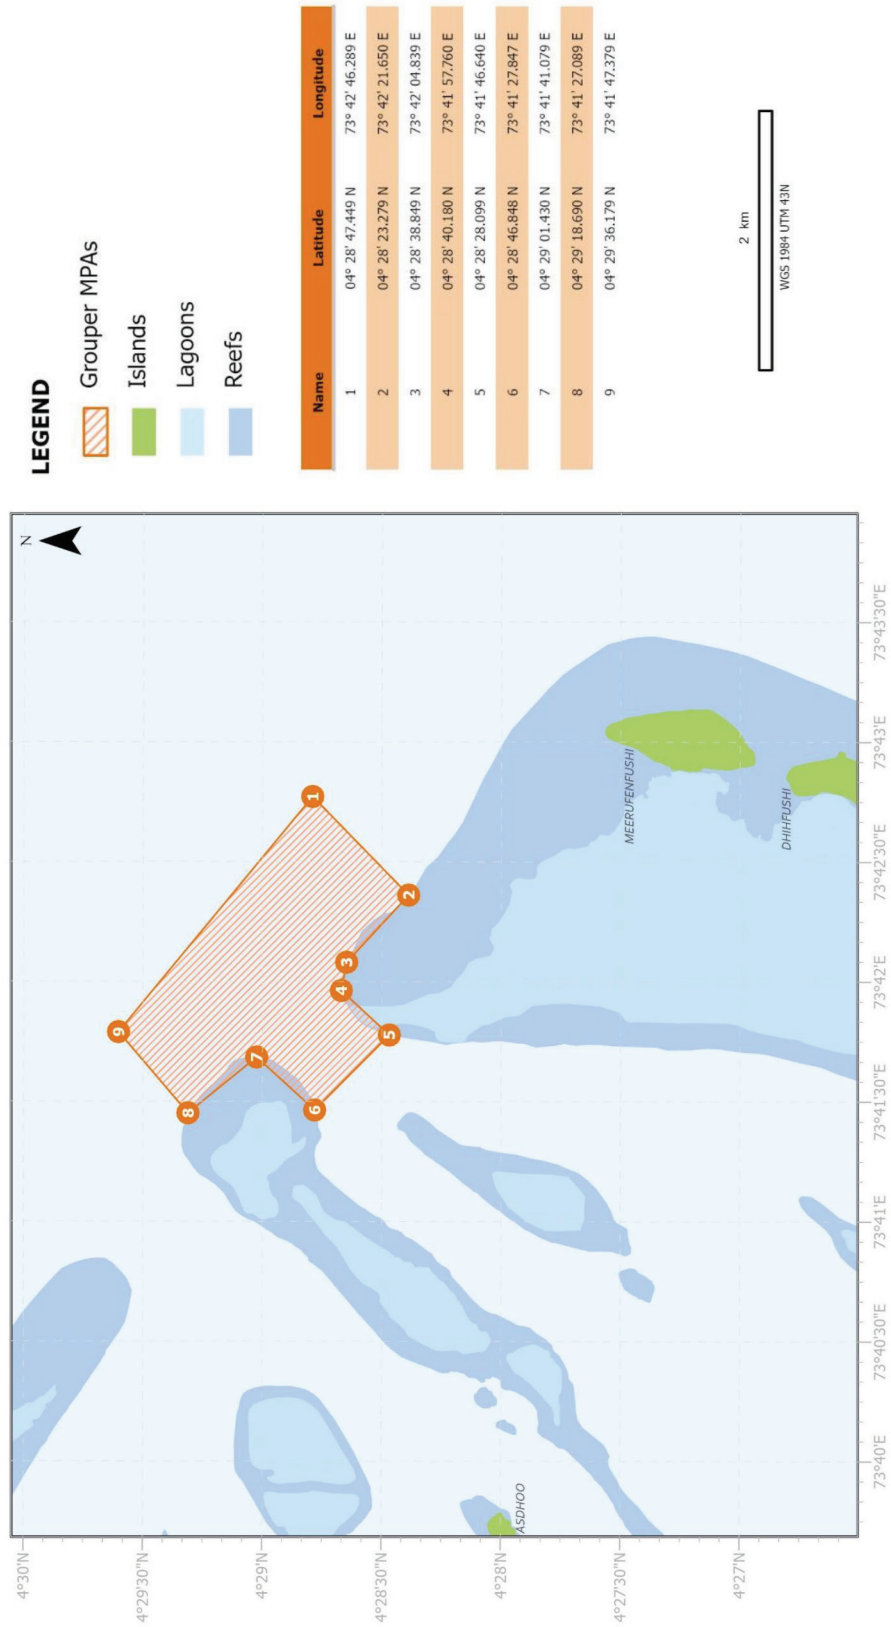 LEGEND
Grouper MPAs
Islands
Lagoons
Reefs
Name Latitude Longitude
1 04° 28' 47.449 N 73° 42' 46.289 E
2 04° 28' 23.279 N 73° 42' 21.650 E
3 04° 28' 38.849 N 73° 42' 04.839 E
4 04° 28' 40.180 N 73° 41' 57.760 E
5 04° 28' 28.099 N 73° 41' 46.640 E
6 04° 28' 46.848 N 73° 41' 27.847 E
7 04° 29' 01.430 N 73° 41' 41.079 E
8 04° 29' 18.690 N 73° 41' 27.089 E
9 04° 29' 36.179 N 73° 41' 47.379 E
2 km
WGS 1984 UTM 43N
N
9
8
7
1
6
4
3
5
2
MEERUFENFUSHI
DHIHFUSHI
ASDHOO
4°30'N
4°29'30"N
4°29'N
4°28'30"N
4°28'N
4°27'30"N
4°27'N
73°40'E
73°40'30"E
73°41'E
73°41'30"E
73°42'E
73°42'30"E
73°43'E
73°43'30"E